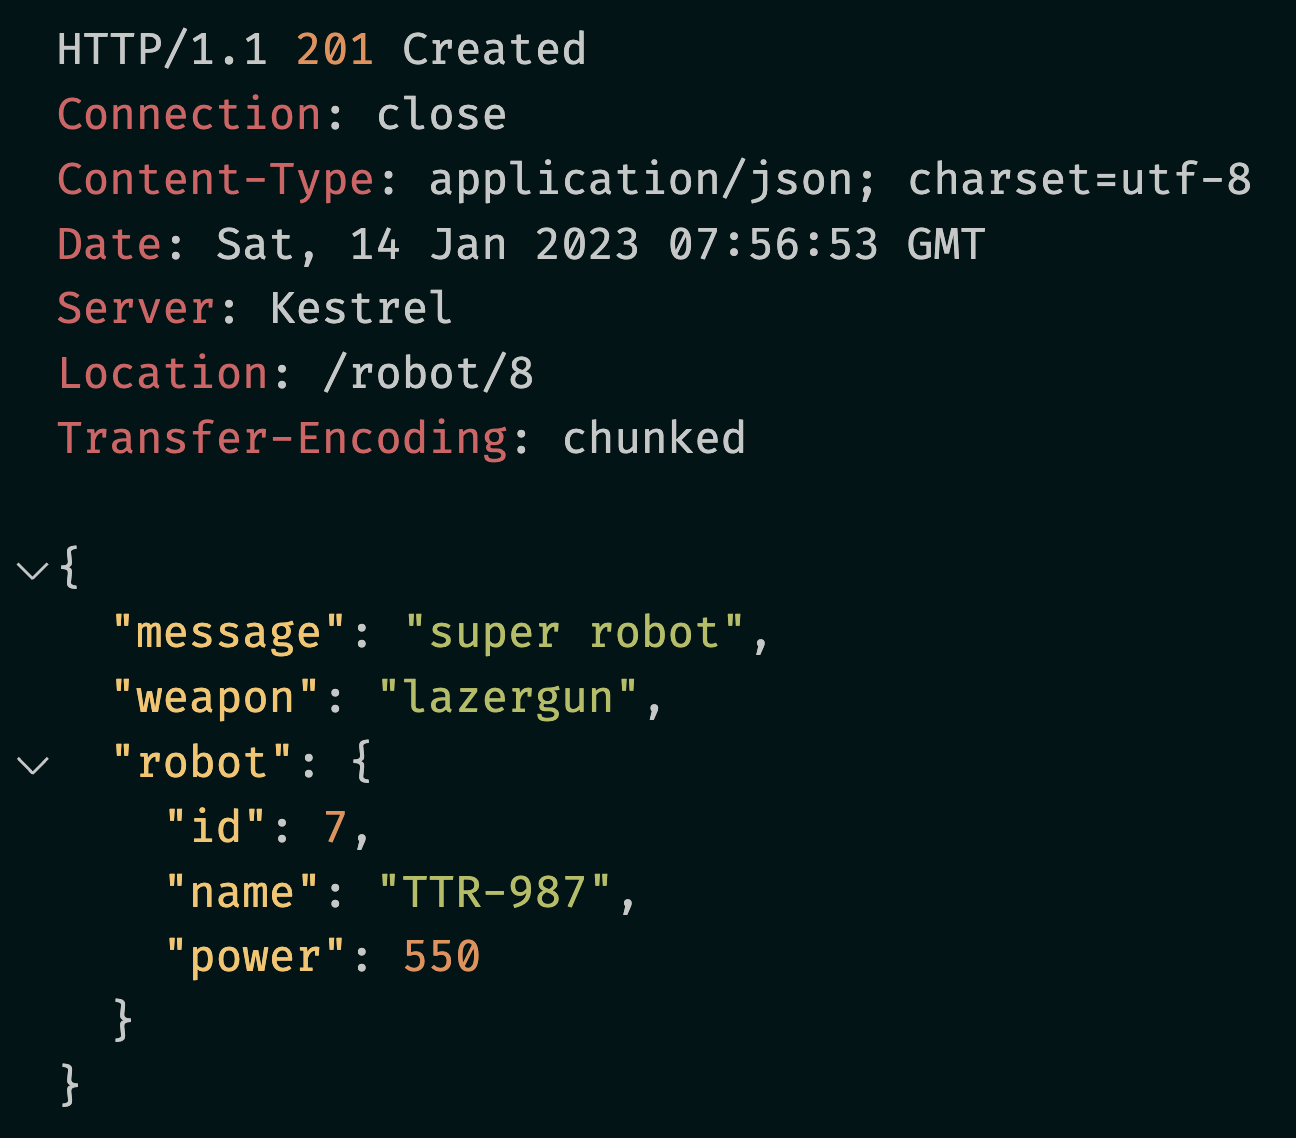 HTTP/1.1 201 Created
Connection: close
Content-Type: application/json; charset=utf-8
Date: Sat, 14 Jan 2023 07:56:53 GMT
Server: Kestrel
Location: /robot/8
Transfer-Encoding: chunked

{
  "message": "super robot",
  "weapon": "lazergun",
  "robot": {
    "id": 7,
    "name": "TTR-987",
    "power": 550
  }
}